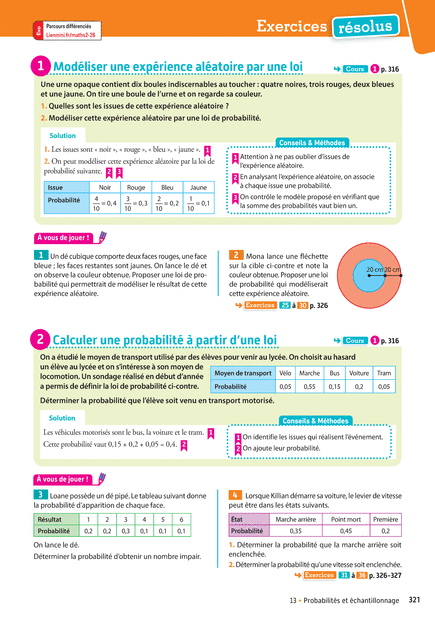 Exo
Parcours différenciés
Lienmini.fr/maths2-26
Exercices résolus
1 Modéliser une expérience aléatoire par une loi
Cours 1 p. 316
Une urne opaque contient dix boules indiscernables au toucher : quatre noires, trois rouges, deux bleues
et une jaune. On tire une boule de l'urne et on regarde sa couleur.
1. Quelles sont les issues de cette expérience aléatoire ?
2. Modéliser cette expérience aléatoire par une loi de probabilité.
Solution
1. Les issues sont « noir », « rouge », « bleu », « jaune ». 1
2. On peut modéliser cette expérience aléatoire par la loi de
probabilité suivante. 2 3
Issue Noir Rouge Bleu Jaune
Probabilité 4/10 = 0,4 3/10 = 0,3 2/10 = 0,2 1/10 = 0,1
Conseils & Méthodes
1 Attention à ne pas oublier d'issues de
l'expérience aléatoire.
2 En analysant l'expérience aléatoire, on associe
à chaque issue une probabilité.
3 On contrôle le modèle proposé en vérifiant que
la somme des probabilités vaut bien un.
À vous de jouer !
1 Un dé cubique comporte deux faces rouges, une face
bleue ; les faces restantes sont jaunes. On lance le dé et
on observe la couleur obtenue. Proposer une loi de pro-
babilité qui permettrait de modéliser le résultat de cette
expérience aléatoire.
2 Mona lance une fléchette
sur la cible ci-contre et note la
couleur obtenue. Proposer une loi
de probabilité qui modéliserait
cette expérience aléatoire.
20 cm 20 cm
Exercices 25 à 30 p. 326
2 Calculer une probabilité à partir d'une loi
Cours 1 p. 316
On a étudié le moyen de transport utilisé par des élèves pour venir au lycée. On choisit au hasard
un élève au lycée et on s'intéresse à son moyen de
locomotion. Un sondage réalisé en début d'année
a permis de définir la loi de probabilité ci-contre.
Moyen de transport Vélo Marche Bus Voiture Tram
Probabilité 0,05 0,55 0,15 0,2 0,05
Déterminer la probabilité que l'élève soit venu en transport motorisé.
Solution
Les véhicules motorisés sont le bus, la voiture et le tram. 1
Cette probabilité vaut 0,15 + 0,2 + 0,05 = 0,4. 2
Conseils & Méthodes
1 On identifie les issues qui réalisent l'événement.
2 On ajoute leur probabilité.
À vous de jouer !
3 Loane possède un dé pipé. Le tableau suivant donne
la probabilité d'apparition de chaque face.
Résultat 1 2 3 4 5 6
Probabilité 0,2 0,2 0,3 0,1 0,1 0,1
On lance le dé.
Déterminer la probabilité d'obtenir un nombre impair.
4 Lorsque Killian démarre sa voiture, le levier de vitesse
peut être dans les états suivants.
État Marche arrière Point mort Première
Probabilité 0,35 0,45 0,2
1. Déterminer la probabilité que la marche arrière soit
enclenchée.
2. Déterminer la probabilité qu'une vitesse soit enclenchée.
Exercices 31 à 36 p. 326-327
13 • Probabilités et échantillonnage 321